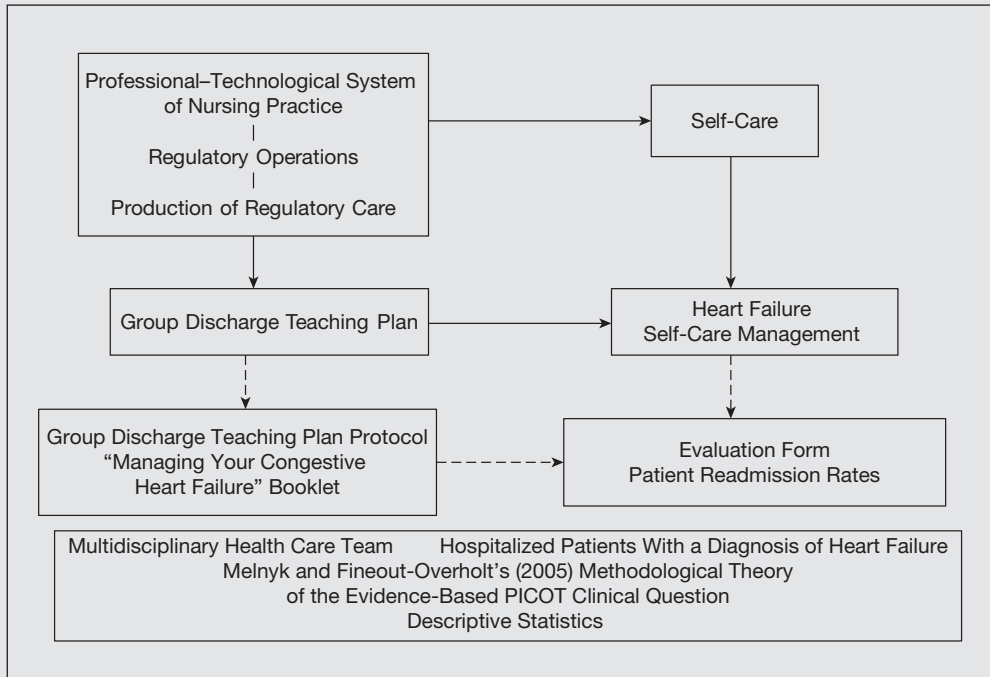 Professional–Technological System
of Nursing Practice
Regulatory Operations
Production of Regulatory Care
Self-Care
Group Discharge Teaching Plan
Heart Failure
Self-Care Management
Group Discharge Teaching Plan Protocol
“Managing Your Congestive
Heart Failure” Booklet
Evaluation Form
Patient Readmission Rates
Multidisciplinary Health Care Team Hospitalized Patients With a Diagnosis of Heart Failure
Melnyk and Fineout-Overholt’s (2005) Methodological Theory
of the Evidence-Based PICOT Clinical Question
Descriptive Statistics